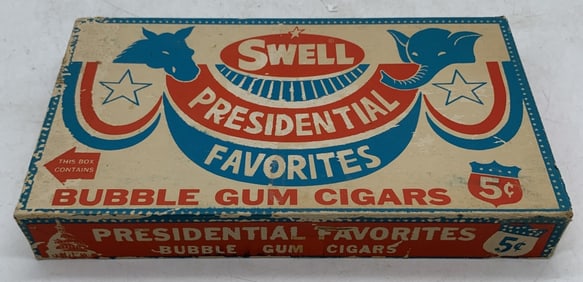 SWELL
PRESIDENTIAL
FAVORITES
THIS BOX
CONTAINS
5¢
BUBBLE GUM CIGARS
PRESIDENTIAL FAVORITES
BUBBLE GUM CIGARS
5¢